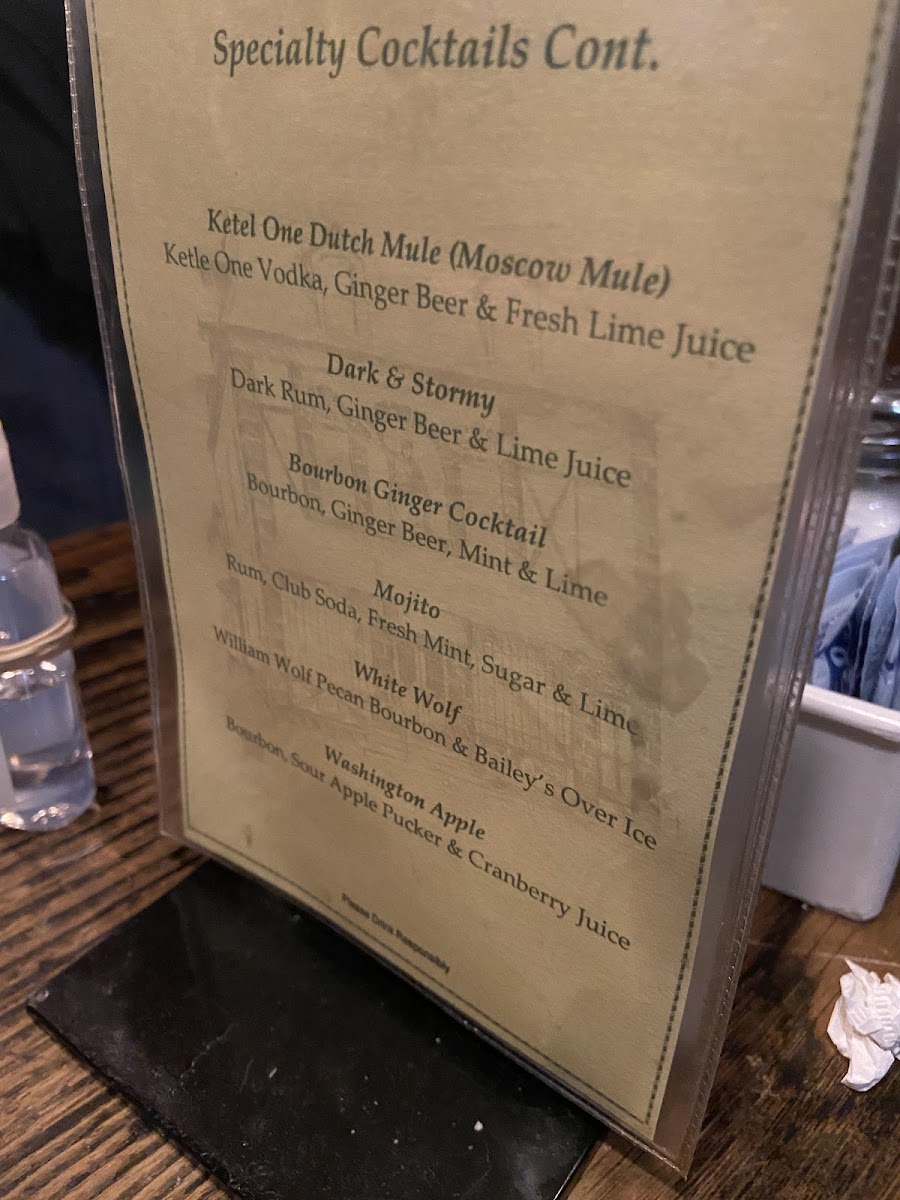 Specialty Cocktails Cont.
Ketel One Dutch Mule (Moscow Mule)
Ketle One Vodka, Ginger Beer & Fresh Lime Juice
Dark & Stormy
Dark Rum, Ginger Beer & Lime Juice
Bourbon Ginger Cocktail
Bourbon, Ginger Beer, Mint & Lime
Mojito
Rum, Club Soda, Fresh Mint, Sugar & Lime
White Wolf
William Wolf Pecan Bourbon & Bailey's Over Ice
Washington Apple
Bourbon, Sour Apple Pucker & Cranberry Juice
Please Drink Responsibly